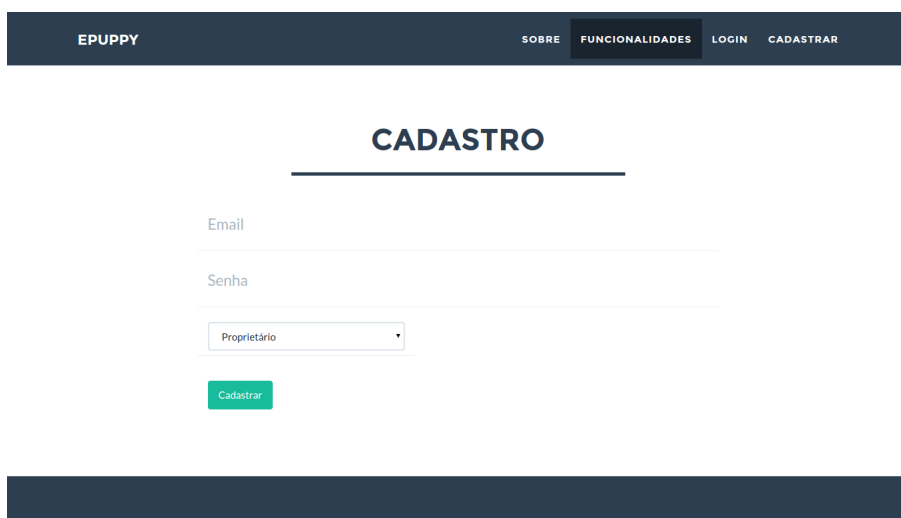 EPUPPY SOBRE FUNCIONALIDADES LOGIN CADASTRAR
CADASTRO
Email
Senha
Proprietário
Cadastrar